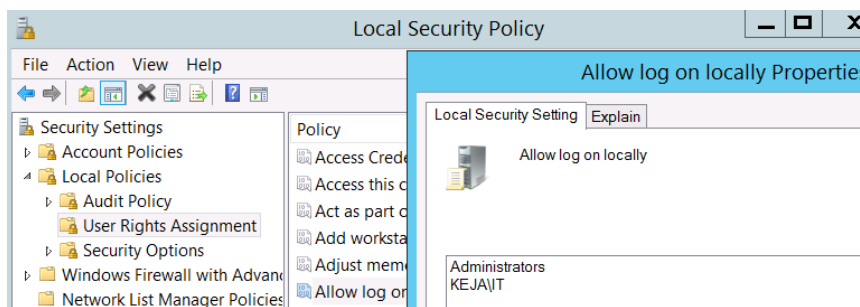 Local Security Policy
File Action View Help
Security Settings
Account Policies
Local Policies
Audit Policy
User Rights Assignment
Security Options
Windows Firewall with Advanc
Network List Manager Policies
Policy
Access Crede
Access this c
Act as part o
Add worksta
Adjust mem
Allow log on
Allow log on locally Propertie
Local Security Setting Explain
Allow log on locally
Administrators
KEJA\IT